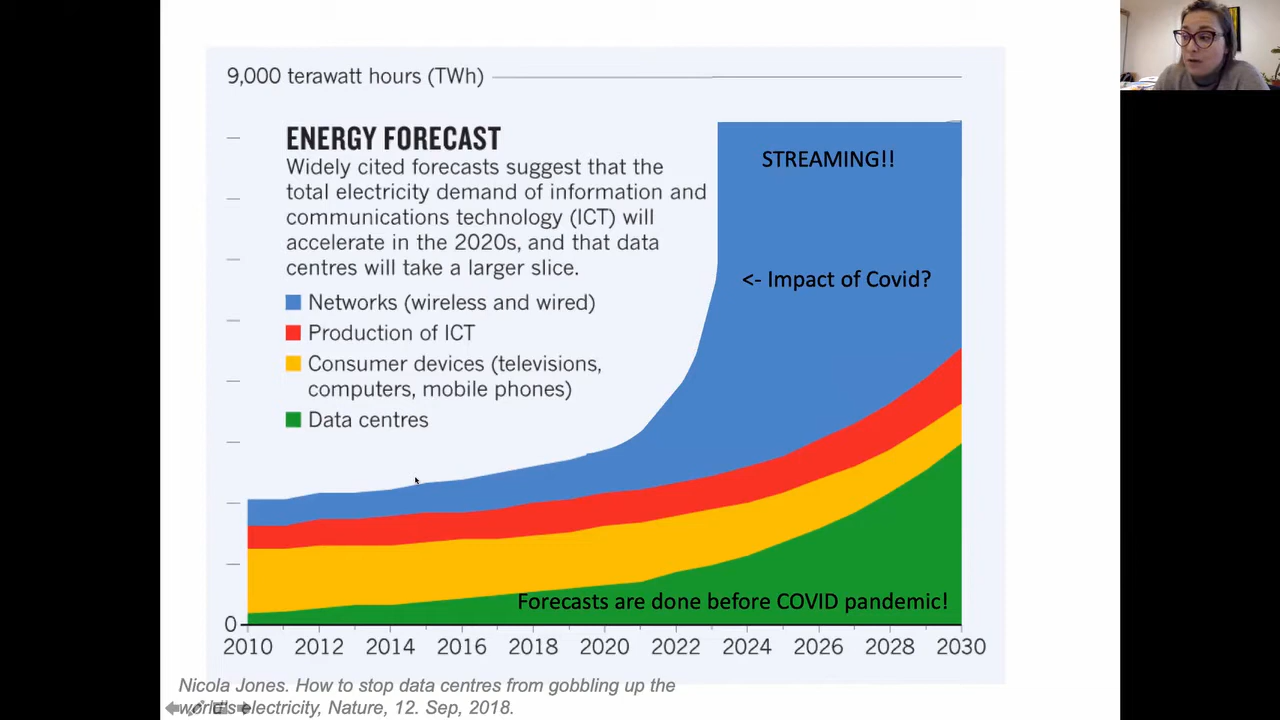 9,000 terawatt hours (TWh)
ENERGY FORECAST
Widely cited forecasts suggest that the
total electricity demand of information and
communications technology (ICT) will
accelerate in the 2020s, and that data
centres will take a larger slice.
Networks (wireless and wired)
Production of ICT
Consumer devices (televisions,
computers, mobile phones)
Data centres
STREAMING!!
<- Impact of Covid?
Forecasts are done before COVID pandemic!
0
2010 2012 2014 2016 2018 2020 2022 2024 2026 2028 2030
Nicola Jones. How to stop data centres from gobbling up the
world's electricity, Nature, 12. Sep, 2018.